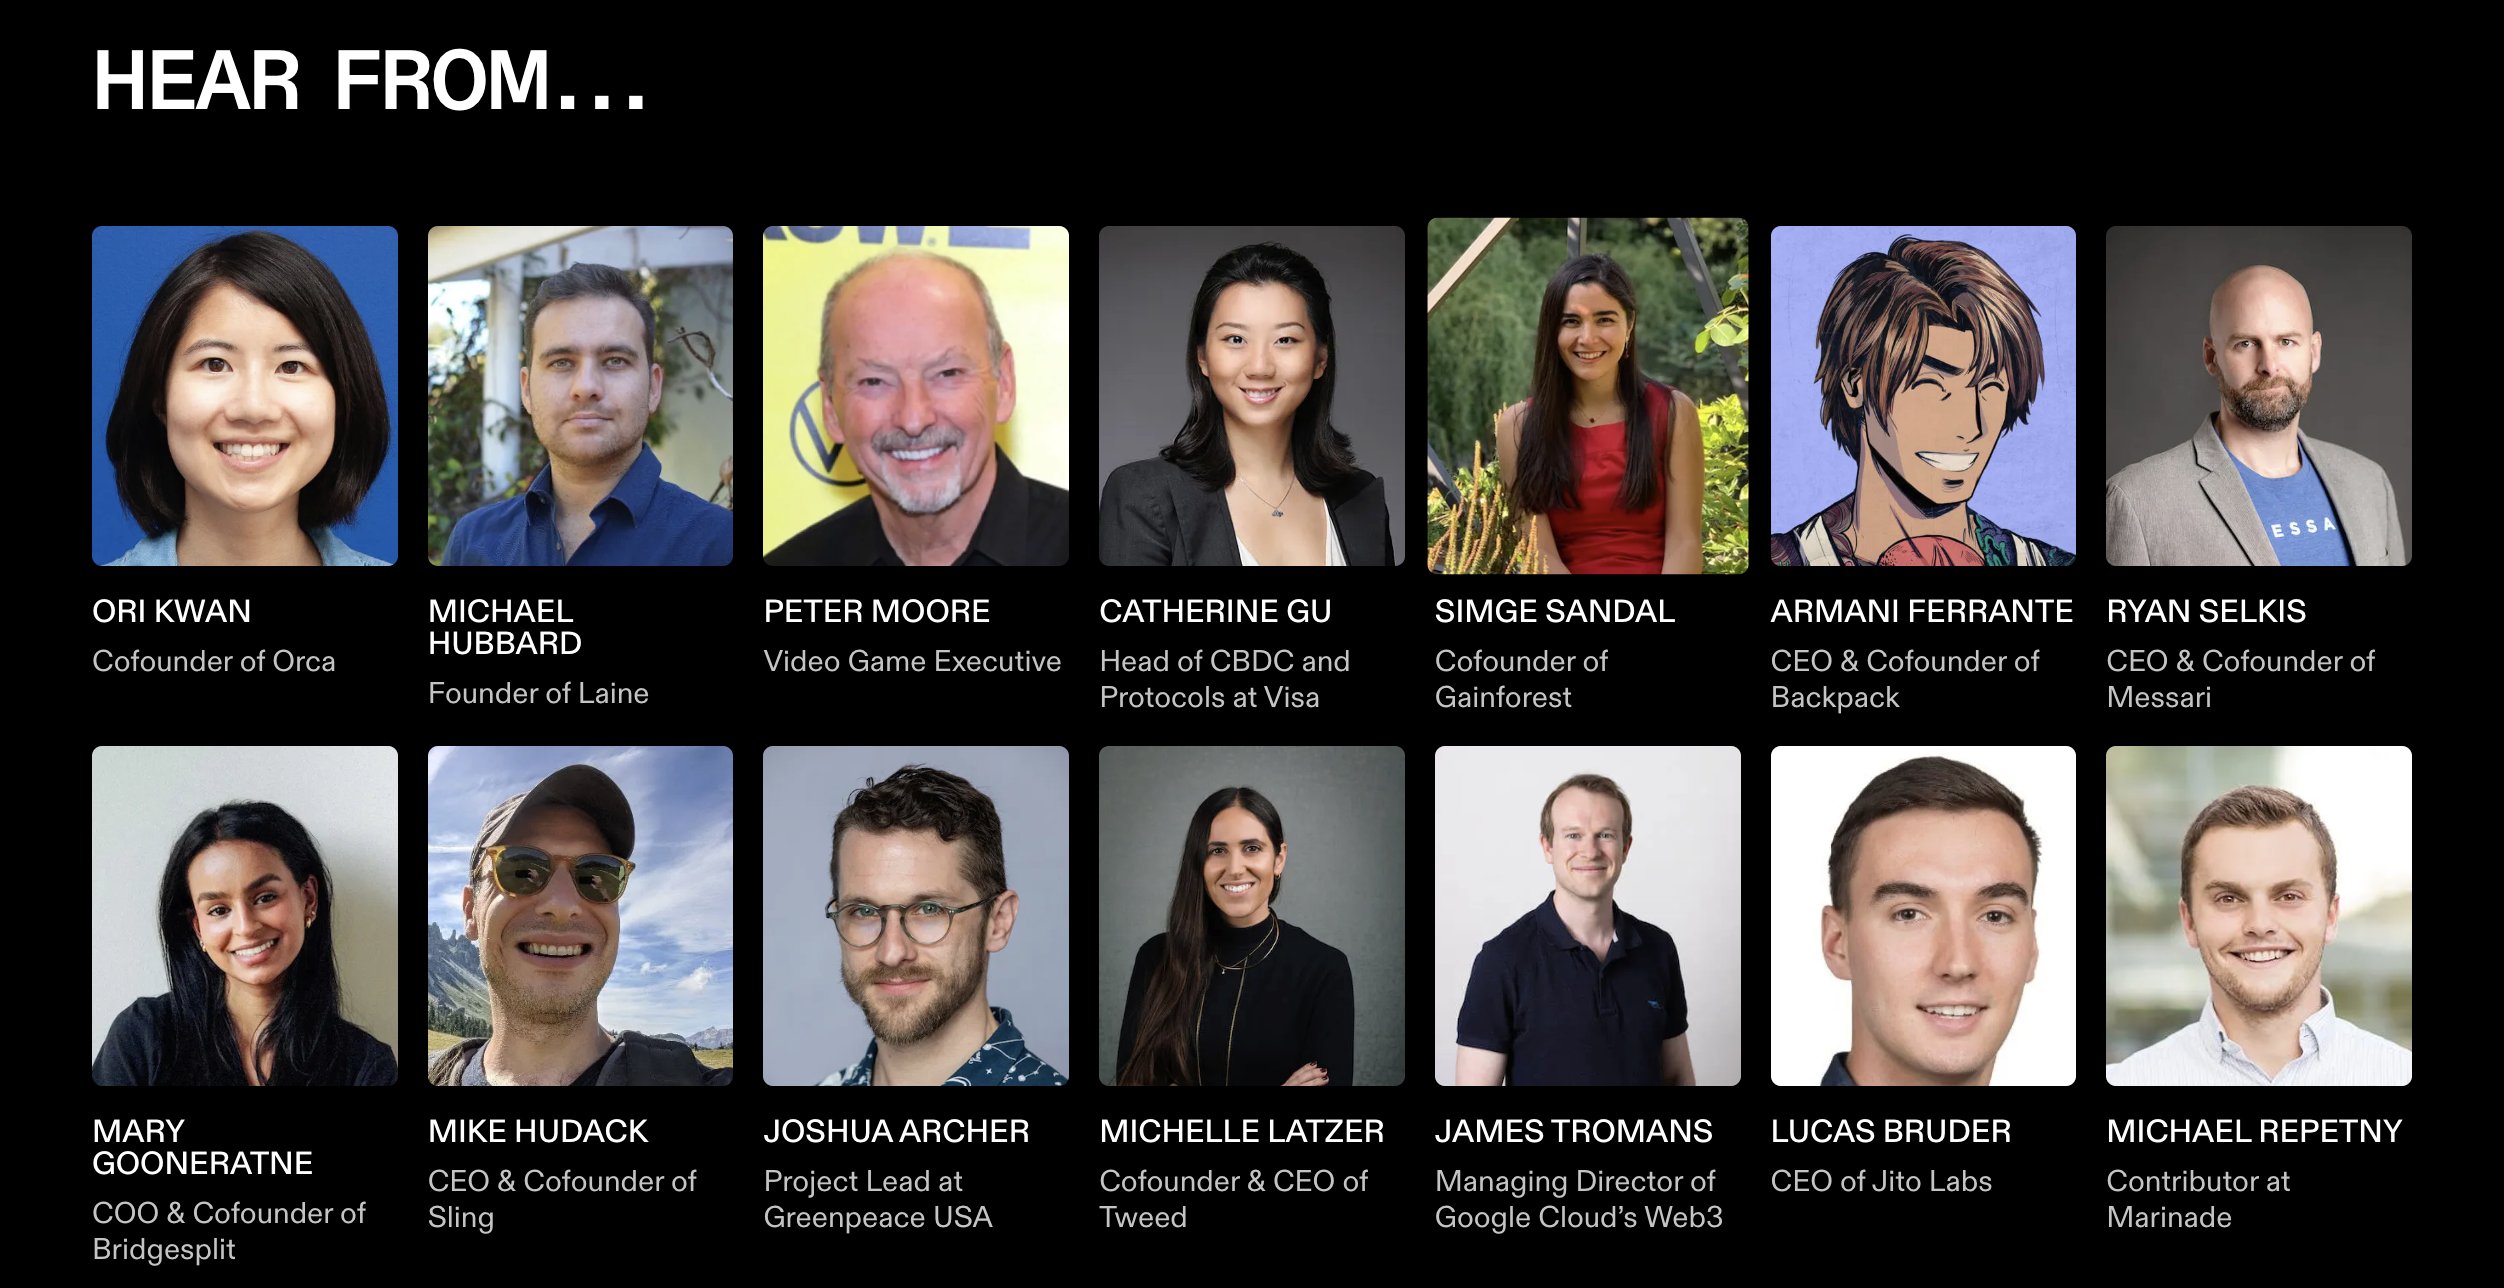 HEAR FROM...
ORI KWAN
Cofounder of Orca
MICHAEL
HUBBARD
Founder of Laine
PETER MOORE
Video Game Executive
CATHERINE GU
Head of CBDC and
Protocols at Visa
SIMGE SANDAL
Cofounder of
Gainforest
ARMANI FERRANTE
CEO & Cofounder of
Backpack
ESSA
RYAN SELKIS
CEO & Cofounder of
Messari
MARY
GOONERATNE
COO & Cofounder of
Bridgesplit
MIKE HUDACK
CEO & Cofounder of
Sling
JOSHUA ARCHER
Project Lead at
Greenpeace USA
MICHELLE LATZER
Cofounder & CEO of
Tweed
JAMES TROMANS
Managing Director of
Google Cloud’s Web3
LUCAS BRUDER
CEO of Jito Labs
MICHAEL REPETNY
Contributor at
Marinade